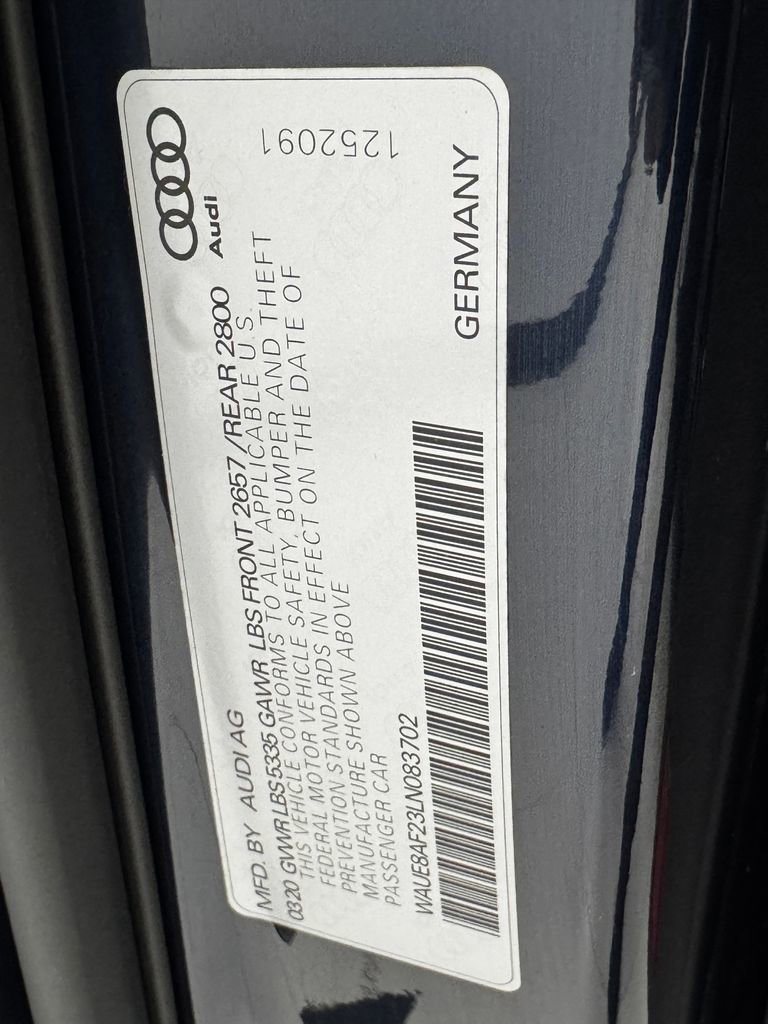 MFD. BY AUDI AG
Audi
0320 GVWR LBS 5335 GAWR LBS FRONT 2657 /REAR 2800
THIS VEHICLE CONFORMS TO ALL APPLICABLE U.S.
FEDERAL MOTOR VEHICLE SAFETY, BUMPER AND THEFT
PREVENTION STANDARDS IN EFFECT ON THE DATE OF
MANUFACTURE SHOWN ABOVE
PASSENGER CAR
1252091
WAUE8AF23LN083702
GERMANY